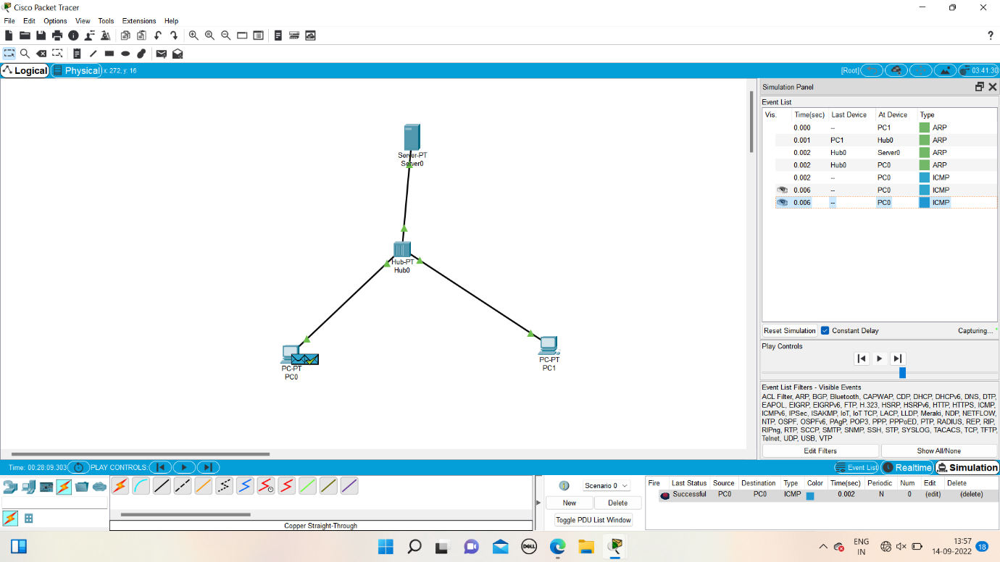 Cisco Packet Tracer
File Edit Options View Tools Extensions Help
?
Logical Physical x: 272, y: 16 [Root] 03:41:30
Simulation Panel
Event List
Vis. Time(sec) Last Device At Device Type
0.000 -- PC1 ARP
0.001 PC1 Hub0 ARP
0.002 Hub0 Server0 ARP
0.002 Hub0 PC0 ARP
0.002 -- PC0 ICMP
0.006 -- PC0 ICMP
0.006 -- PC0 ICMP
Server-PT
Server0
Hub-PT
Hub0
PC-PT
PC0
PC-PT
PC1
Reset Simulation Constant Delay Capturing...
Play Controls
Event List Filters - Visible Events
ACL Filter, ARP, BGP, Bluetooth, CAPWAP, CDP, DHCP, DHCPv6, DNS, DTP,
EAPOL, EIGRP, EIGRPv6, FTP, H.323, HSRP, HSRPv6, HTTP, HTTPS, ICMP,
ICMPv6, IPSec, ISAKMP, IoT, IoT TCP, LACP, LLDP, Meraki, NDP, NETFLOW,
NTP, OSPF, OSPFv6, PAgP, POP3, PPP, PPPoED, PTP, RADIUS, REP, RIP,
RIPng, RTP, SCCP, SMTP, SNMP, SSH, STP, SYSLOG, TACACS, TCP, TFTP,
Telnet, UDP, USB, VTP
Edit Filters Show All/None
Time: 00:28:09.303 PLAY CONTROLS: Event List Realtime Simulation
Scenario 0
New Delete
Toggle PDU List Window
Fire Last Status Source Destination Type Color Time(sec) Periodic Num Edit Delete
Successful PC0 PC0 ICMP 0.002 N 0 (edit) (delete)
Copper Straight-Through
DELL
ENG
IN
13:57
14-09-2022
18